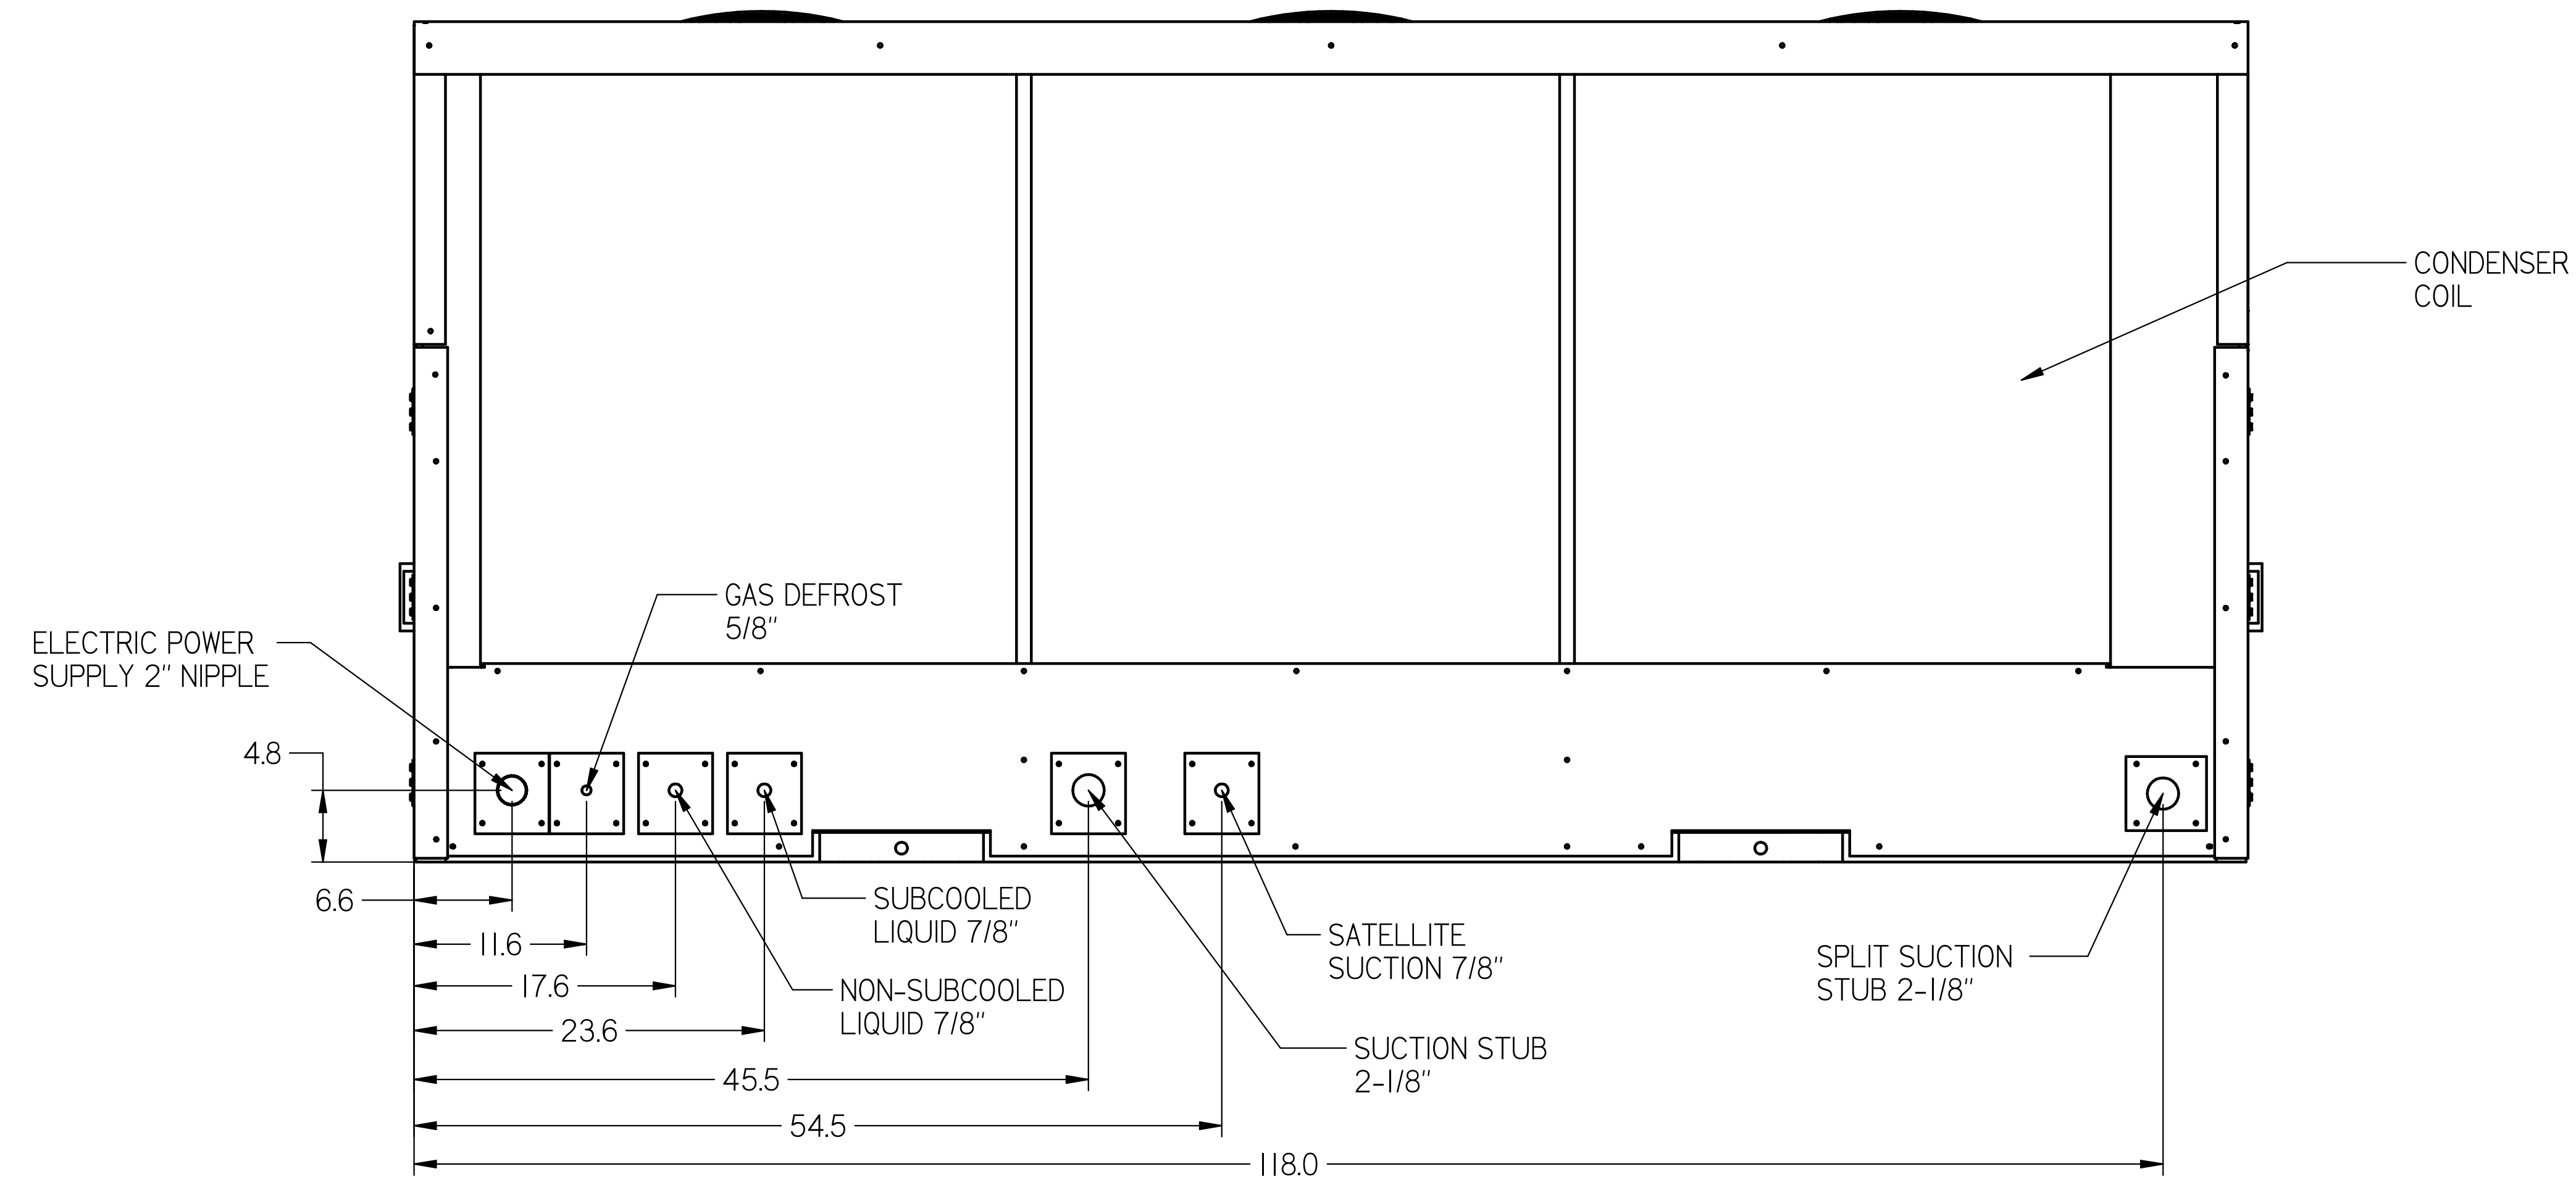 CONDENSER
COIL
GAS DEFROST
5/8"
ELECTRIC POWER
SUPPLY 2" NIPPLE
4.8
6.6
11.6
17.6
23.6
45.5
54.5
118.0
SUBCOOLED
LIQUID 7/8"
NON-SUBCOOLED
LIQUID 7/8"
SATELLITE
SUCTION 7/8"
SUCTION STUB
2-1/8"
SPLIT SUCTION
STUB 2-1/8"